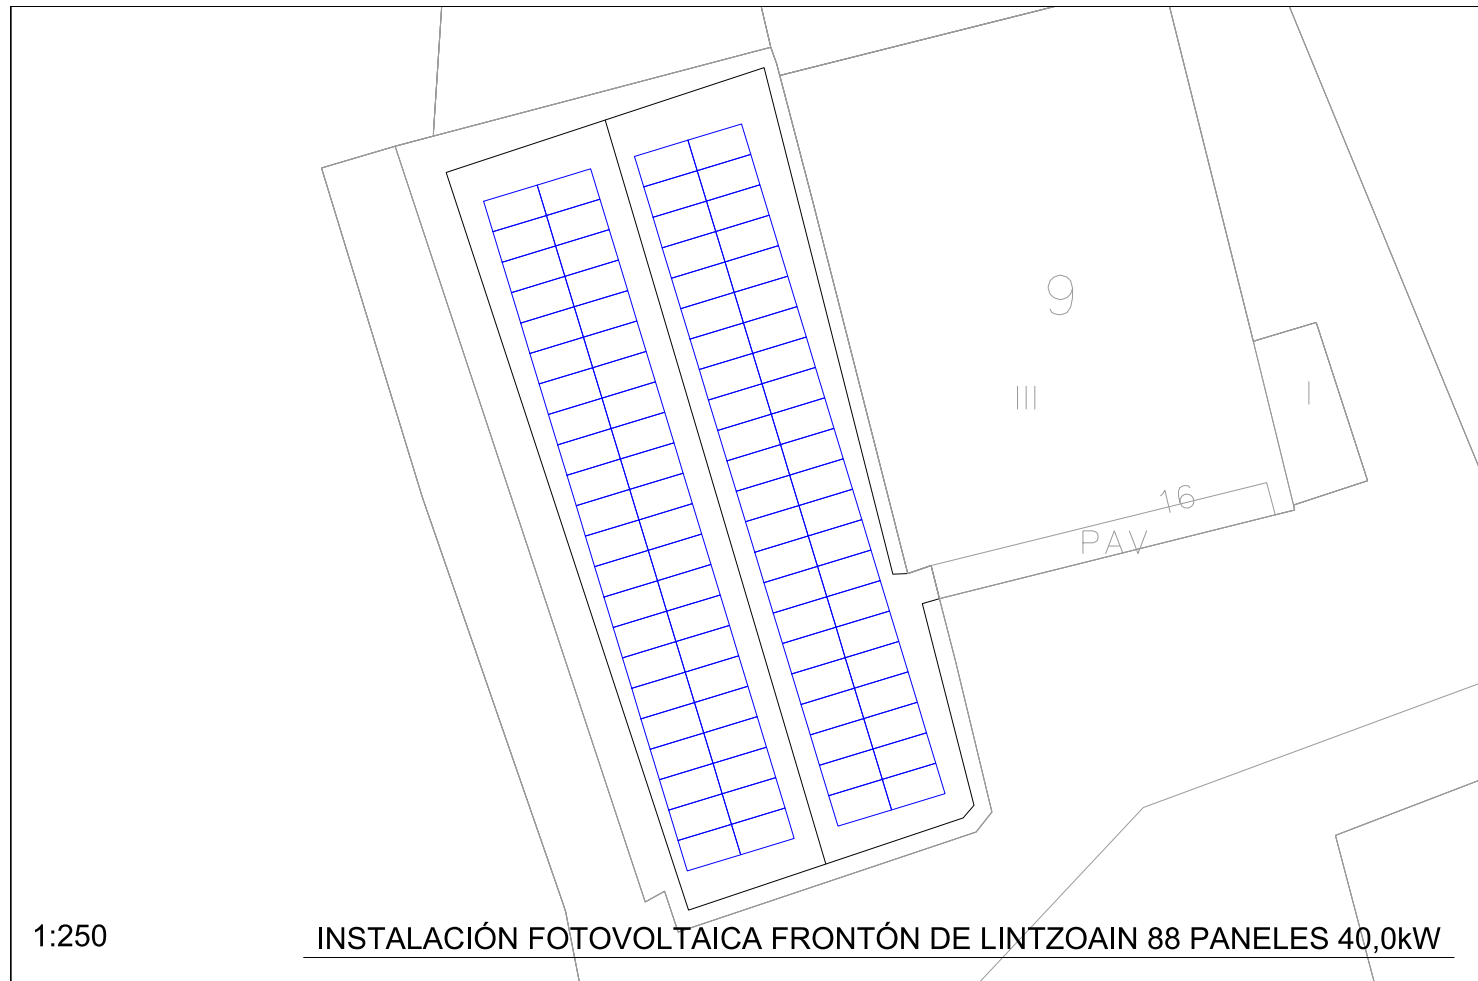 9
III
I
16
PAV
1:250
INSTALACIÓN FOTOVOLTAICA FRONTÓN DE LINTZOAIN 88 PANELES 40,0kW